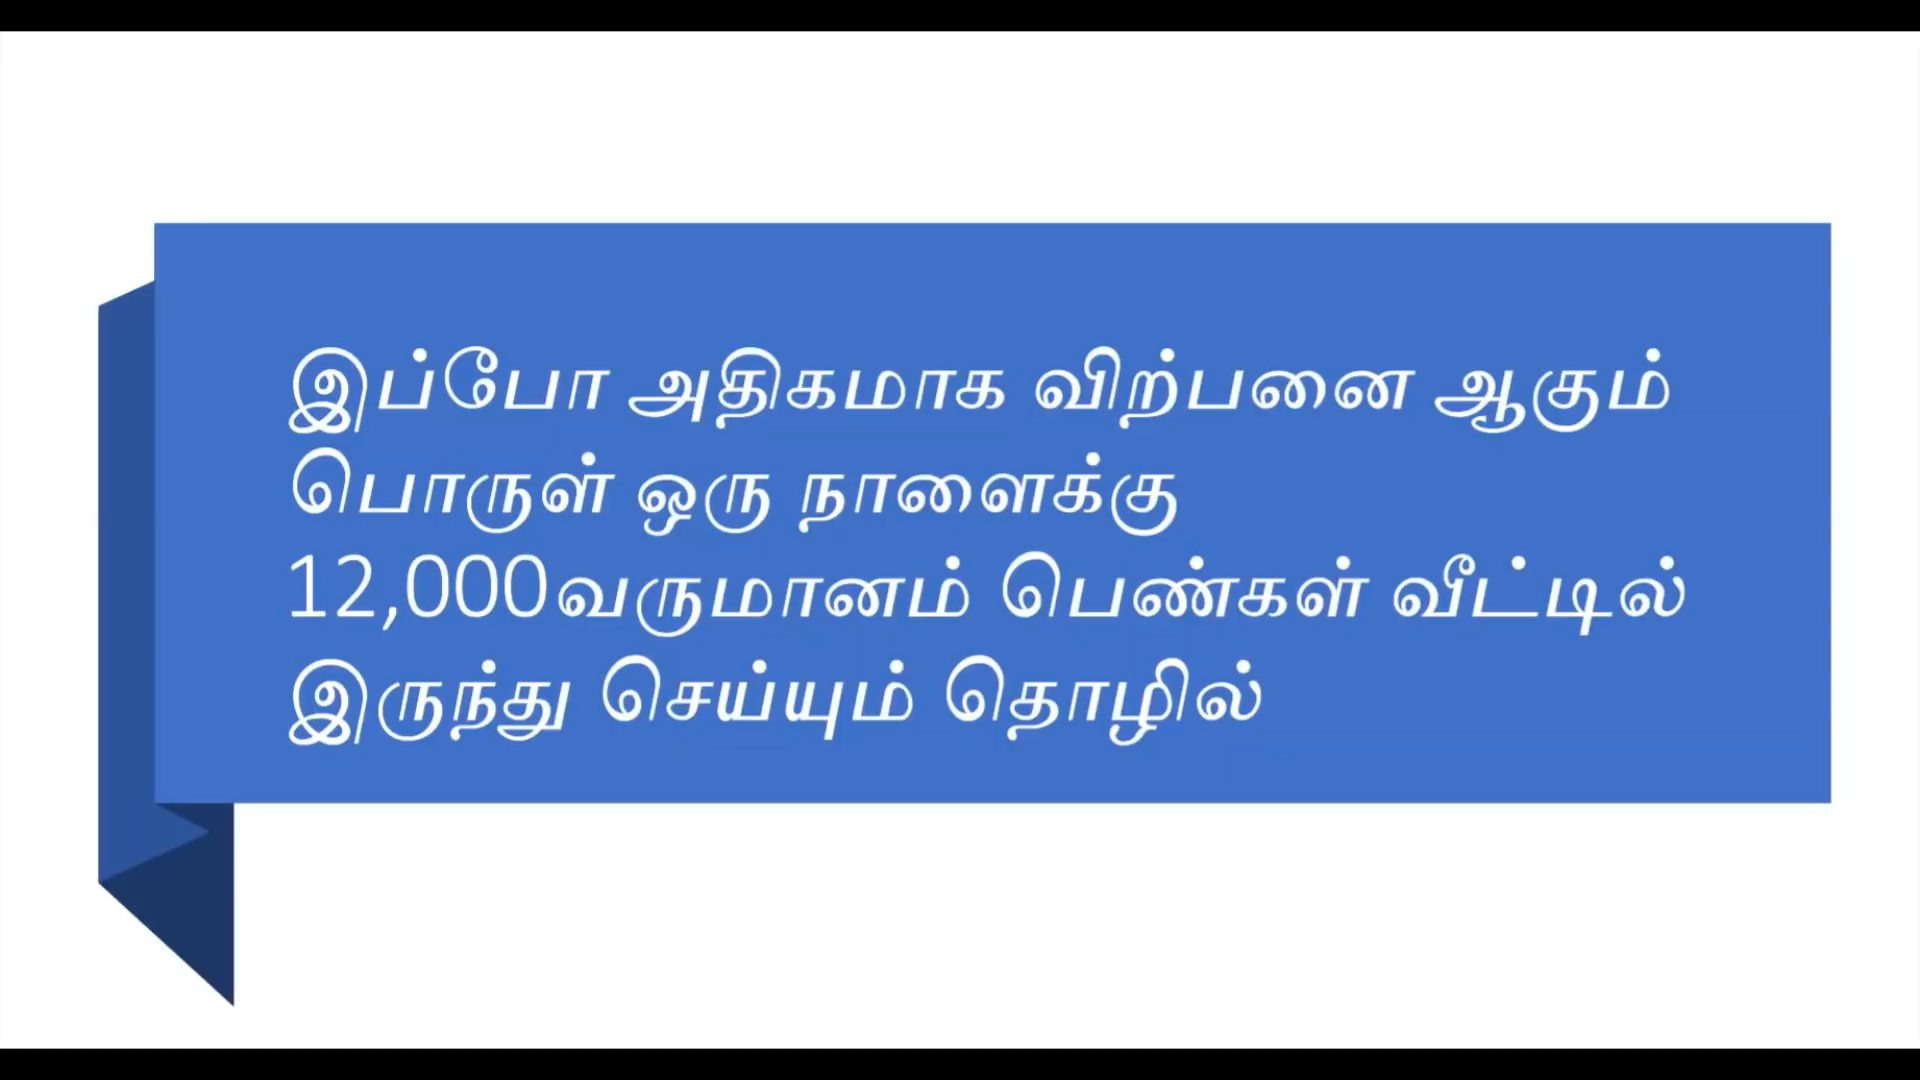 இப்போ அதிகமாக விற்பனை ஆகும்
பொருள் ஒரு நாளைக்கு
12,000வருமானம் பெண்கள் வீட்டில்
இருந்து செய்யும் தொழில்